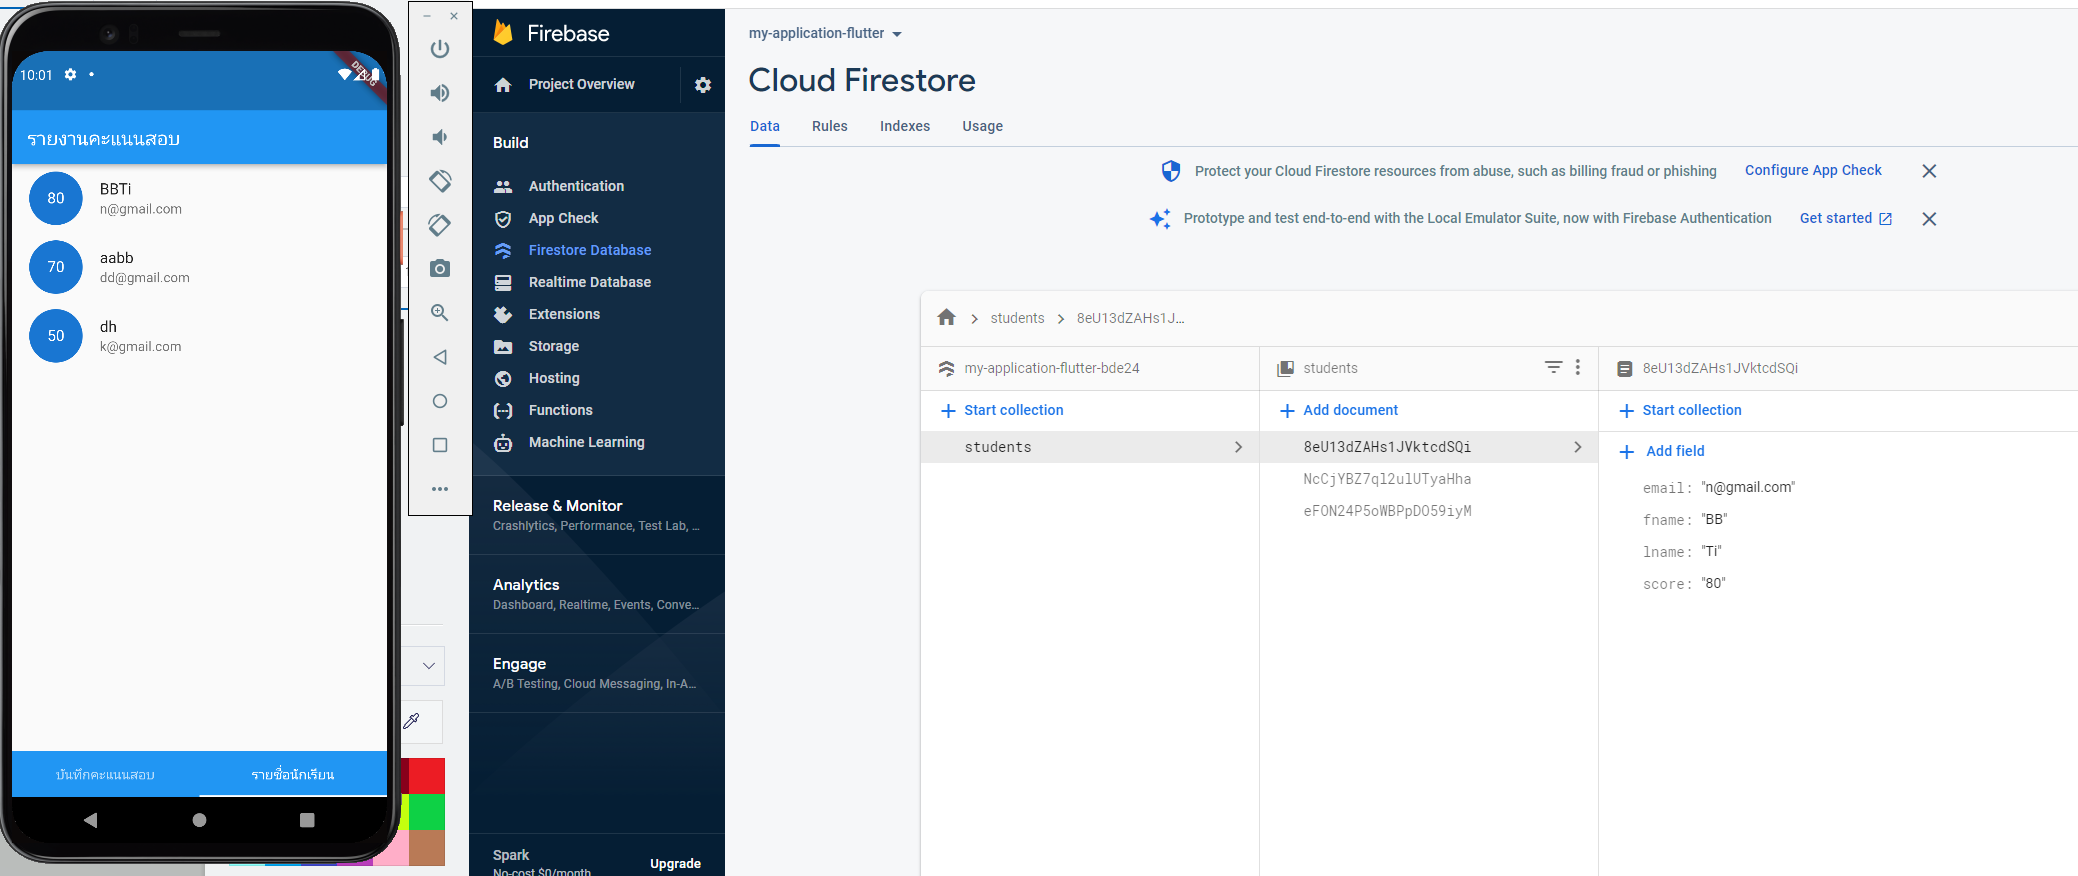 10:01
DEBUG
รายงานคะแนนสอบ
80
BBTi
n@gmail.com
70
aabb
dd@gmail.com
50
dh
k@gmail.com
บันทึกคะแนนสอบ
รายชื่อนักเรียน
Firebase
Project Overview
Build
Authentication
App Check
Firestore Database
Realtime Database
Extensions
Storage
Hosting
Functions
Machine Learning
Release & Monitor
Crashlytics, Performance, Test Lab, ...
Analytics
Dashboard, Realtime, Events, Conve...
Engage
A/B Testing, Cloud Messaging, In-A...
Spark
No-cost $0/month
Upgrade
my-application-flutter
Cloud Firestore
Data Rules Indexes Usage
Protect your Cloud Firestore resources from abuse, such as billing fraud or phishing Configure App Check
Prototype and test end-to-end with the Local Emulator Suite, now with Firebase Authentication Get started
students 8eU13dZAHs1J...
my-application-flutter-bde24
Start collection
students
students
Add document
8eU13dZAHs1JVktcdSQi
NcCjYBZ7ql2ulUTyaHha
eFON24P5oWBPpDO59iyM
8eU13dZAHs1JVktcdSQi
Start collection
Add field
email: "n@gmail.com"
fname: "BB"
lname: "Ti"
score: "80"